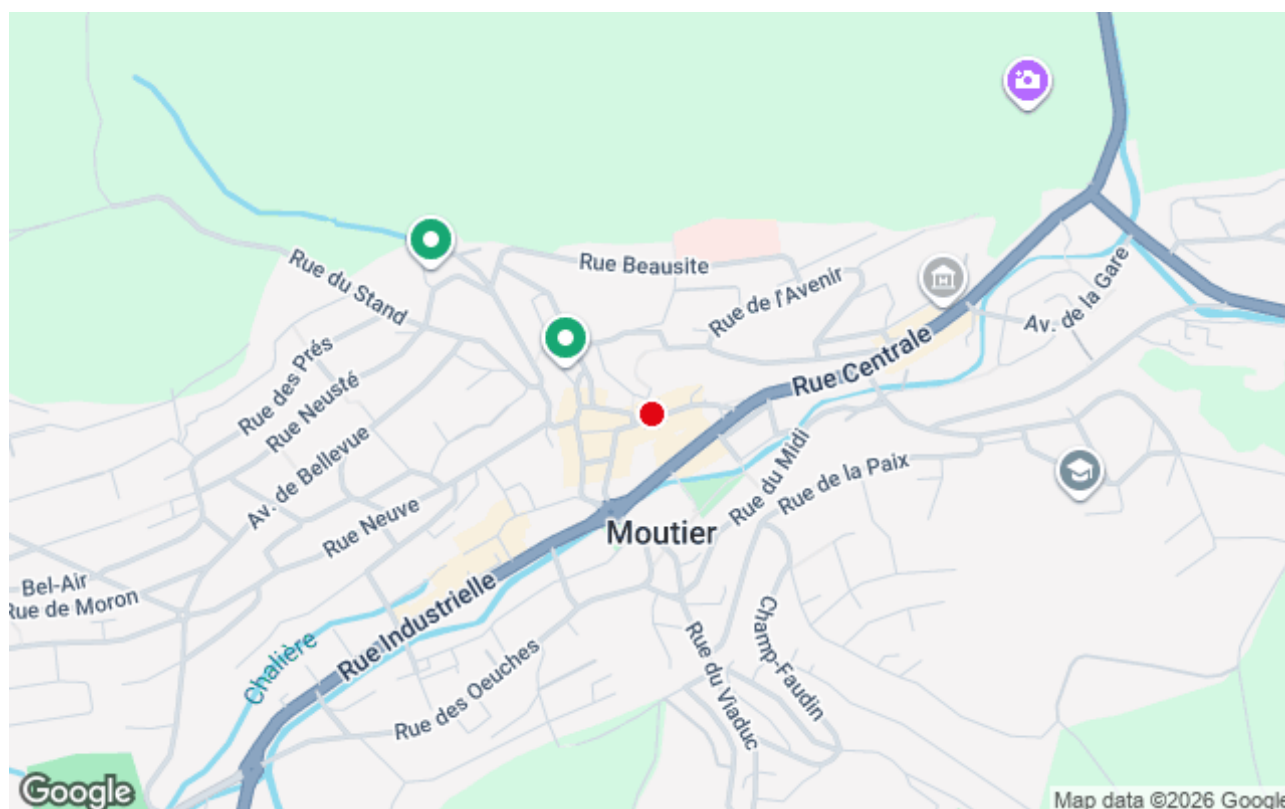 Rue du Stand
Rue Beausite
Rue de l'Avenir
Av. de la Gare
Rue Centrale
Rue des Prés
Rue Neusté
Av. de Bellevue
Rue Neuve
Rue du Midi
Rue de la Paix
Moutier
Bel-Air
Rue de Moron
Rue Industrielle
Chalière
Rue des Oeuches
Rue du Viaduc
Champ-Faudin
Google
Map data ©2026 Google